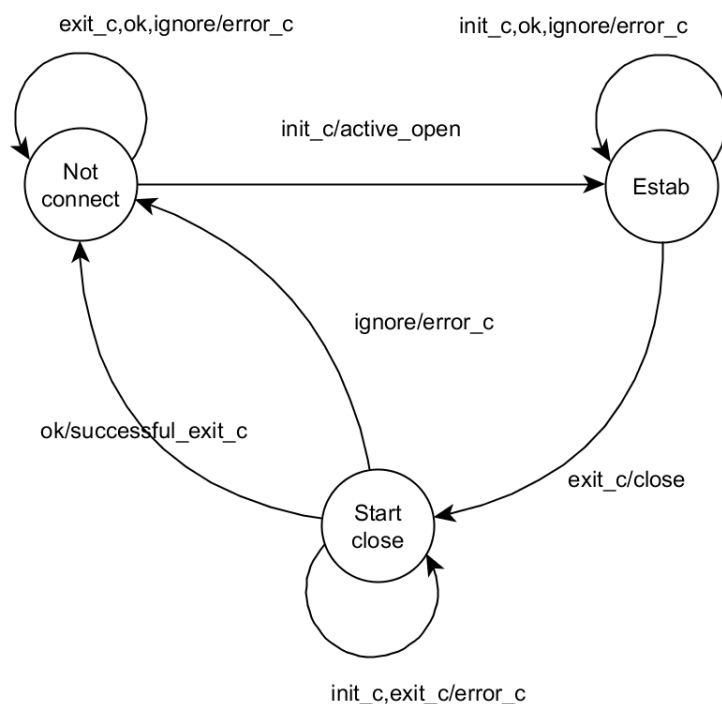 exit_c,ok,ignore/error_c
init_c,ok,ignore/error_c
init_c/active_open
Not
connect
Estab
ignore/error_c
ok/successful_exit_c
exit_c/close
Start
close
init_c,exit_c/error_c